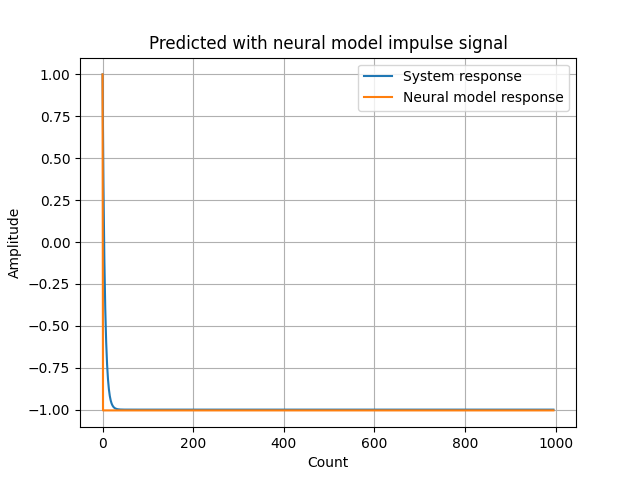 Predicted with neural model impulse signal
System response
Neural model response
1.00
0.75
0.50
0.25
0.00
−0.25
−0.50
−0.75
−1.00
Amplitude
0 200 400 600 800 1000
Count